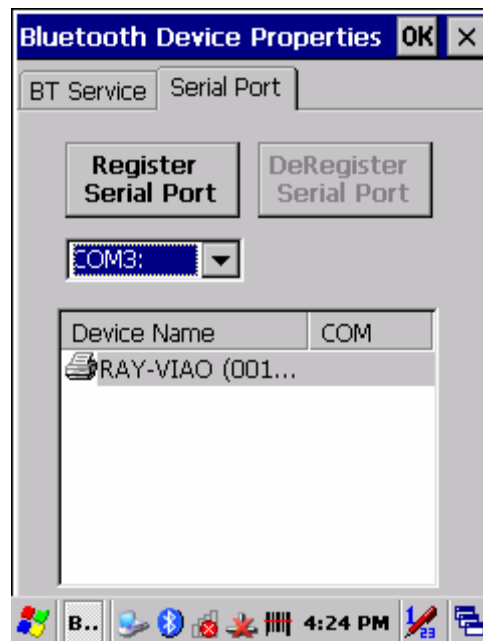 Bluetooth Device Properties OK ×
BT Service Serial Port
Register
Serial Port
DeRegister
Serial Port
COM3:
Device Name COM
RAY-VIAO (001...
B.. 4:24 PM